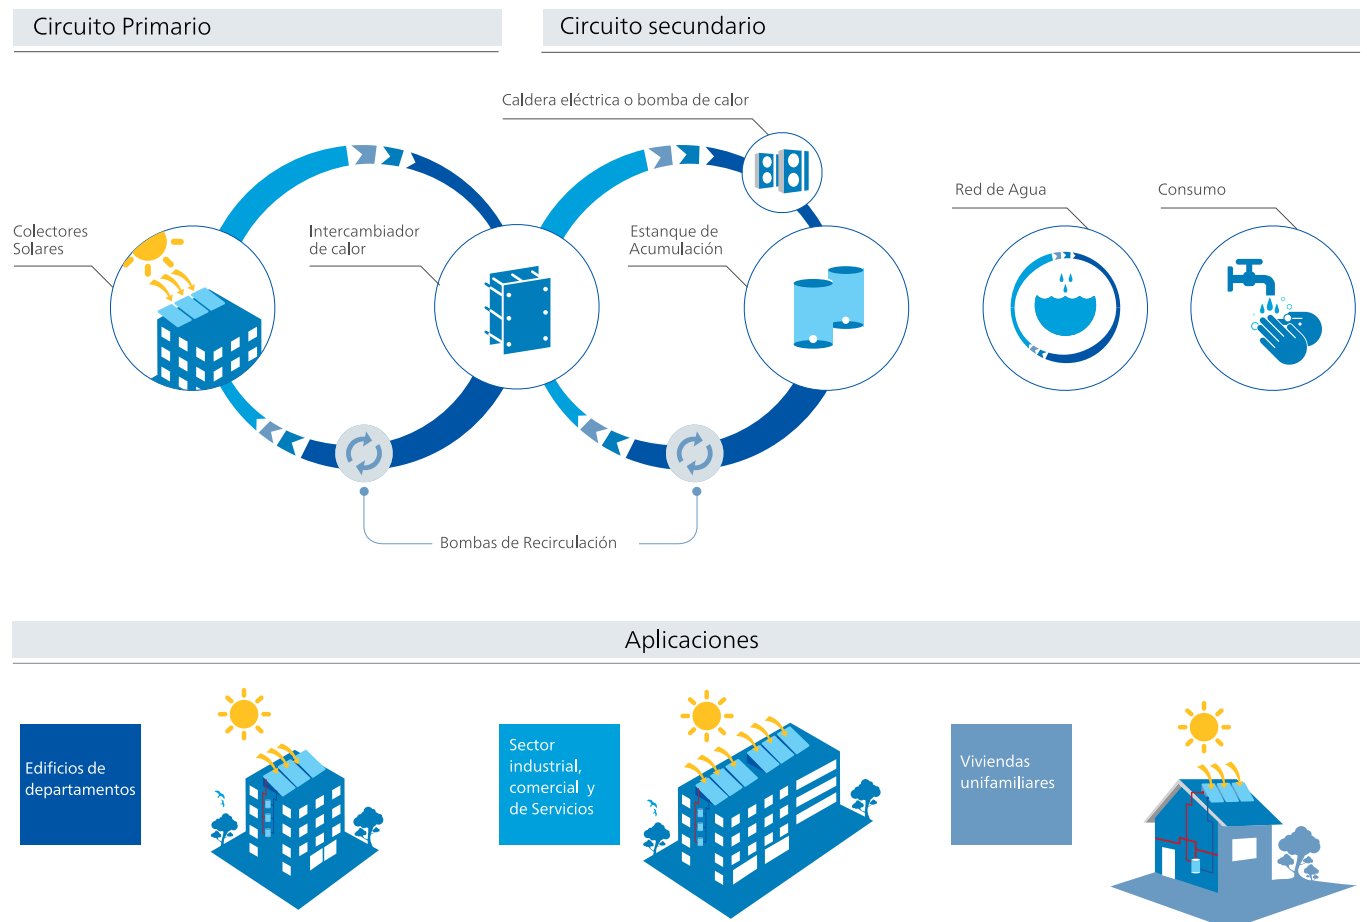 Circuito Primario
Circuito secundario
Caldera eléctrica o bomba de calor
Red de Agua
Consumo
Colectores
Solares
Intercambiador
de calor
Estanque de
Acumulación
Bombas de Recirculación
Aplicaciones
Edificios de
departamentos
Sector
industrial,
comercial y
de Servicios
Viviendas
unifamiliares